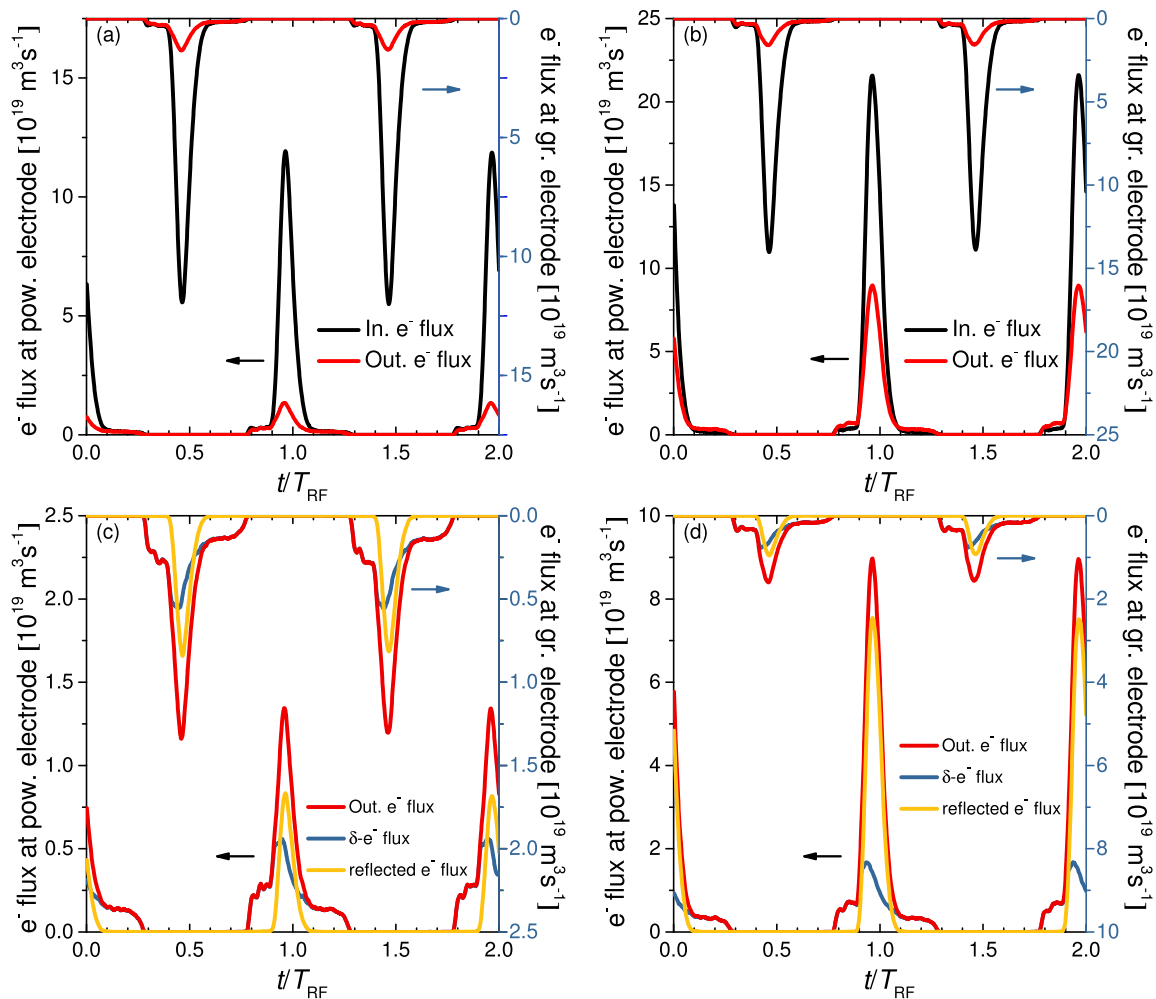 (a)
e⁻ flux at pow. electrode [10¹⁹ m³s⁻¹]
0
5
10
15
0
5
10
15
e⁻ flux at gr. electrode [10¹⁹ m³s⁻¹]
In. e⁻ flux
Out. e⁻ flux
0.0 0.5 1.0 1.5 2.0
t/T_RF
(b)
e⁻ flux at pow. electrode [10¹⁹ m³s⁻¹]
25
20
15
10
5
0
0
5
10
15
20
25
e⁻ flux at gr. electrode [10¹⁹ m³s⁻¹]
In. e⁻ flux
Out. e⁻ flux
0.0 0.5 1.0 1.5 2.0
t/T_RF
(c)
e⁻ flux at pow. electrode [10¹⁹ m³s⁻¹]
2.5
2.0
1.5
1.0
0.5
0.0
0.0
0.5
1.0
1.5
2.0
2.5
e⁻ flux at gr. electrode [10¹⁹ m³s⁻¹]
Out. e⁻ flux
δ-e⁻ flux
reflected e⁻ flux
0.0 0.5 1.0 1.5 2.0
t/T_RF
(d)
e⁻ flux at pow. electrode [10¹⁹ m³s⁻¹]
10
8
6
4
2
0
0
2
4
6
8
10
e⁻ flux at gr. electrode [10¹⁹ m³s⁻¹]
Out. e⁻ flux
δ-e⁻ flux
reflected e⁻ flux
0.0 0.5 1.0 1.5 2.0
t/T_RF